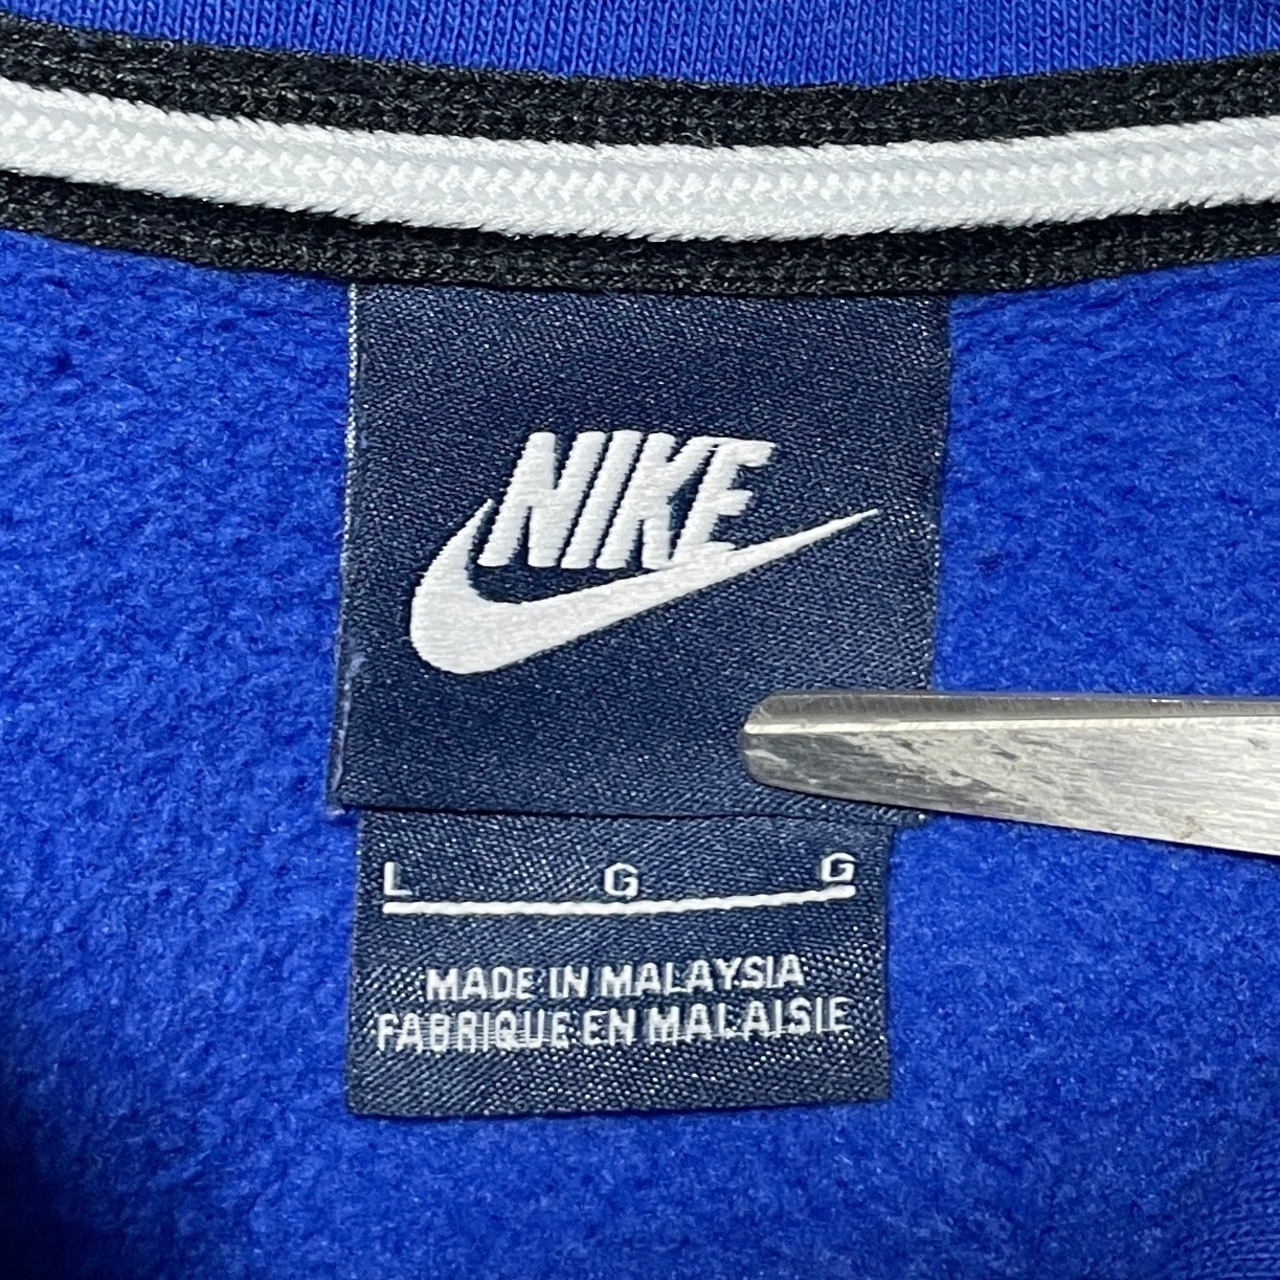 NIKE
L G G
MADE IN MALAYSIA
FABRIQUE EN MALAISIE